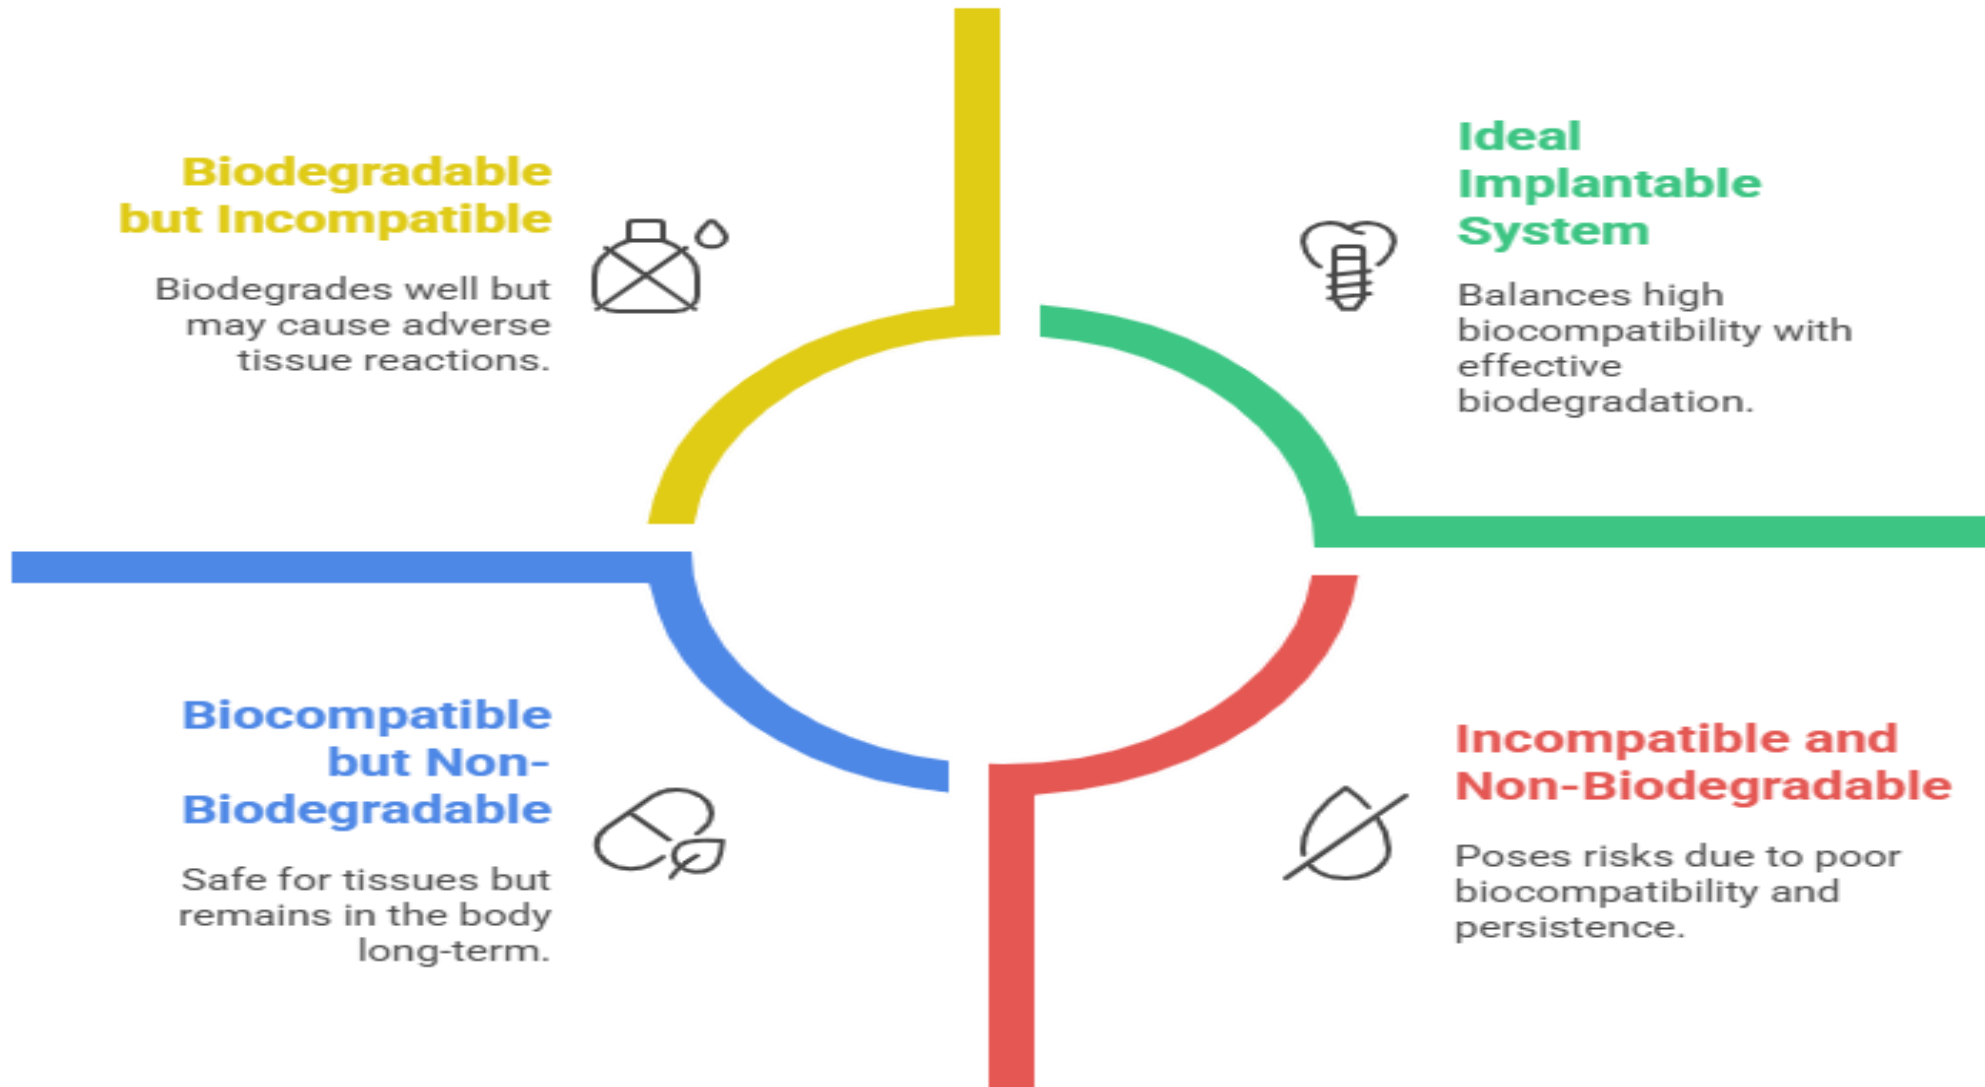 Biodegradable
but Incompatible
Biodegrades well but
may cause adverse
tissue reactions.
Ideal
Implantable
System
Balances high
biocompatibility with
effective
biodegradation.
Biocompatible
but Non-
Biodegradable
Safe for tissues but
remains in the body
long-term.
Incompatible and
Non-Biodegradable
Poses risks due to poor
biocompatibility and
persistence.